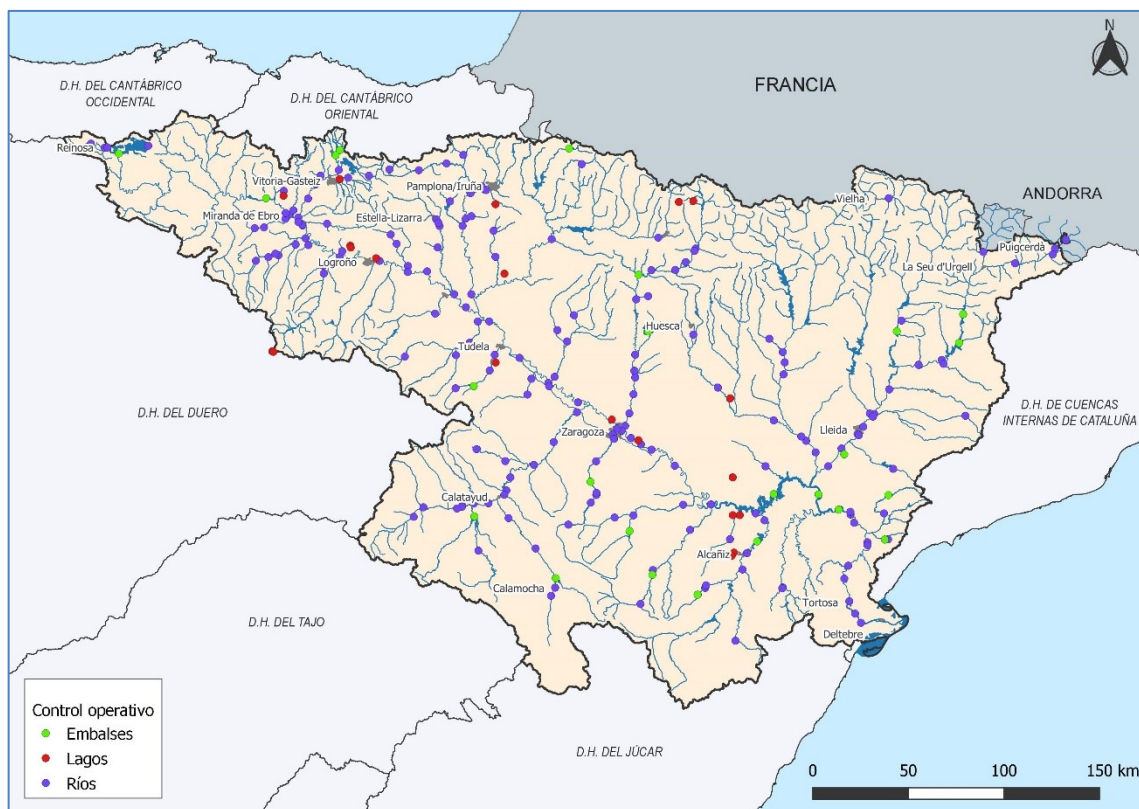 N
D.H. DEL CANTÁBRICO
OCCIDENTAL
D.H. DEL CANTÁBRICO
ORIENTAL
FRANCIA
ANDORRA
Reinosa
Vitoria-Gasteiz
Pamplona/Iruña
Vielha
Miranda de Ebro
Estella-Lizarra
Puigcerdà
Logroño
La Seu d'Urgell
Huesca
Tudela
D.H. DEL DUERO
D.H. DE CUENCAS
INTERNAS DE CATALUÑA
Zaragoza
Lleida
Calatayud
Alcañiz
Calamocha
Tortosa
D.H. DEL TAJO
Deltebre
D.H. DEL JÚCAR
Control operativo
Embalses
Lagos
Ríos
0 50 100 150 km